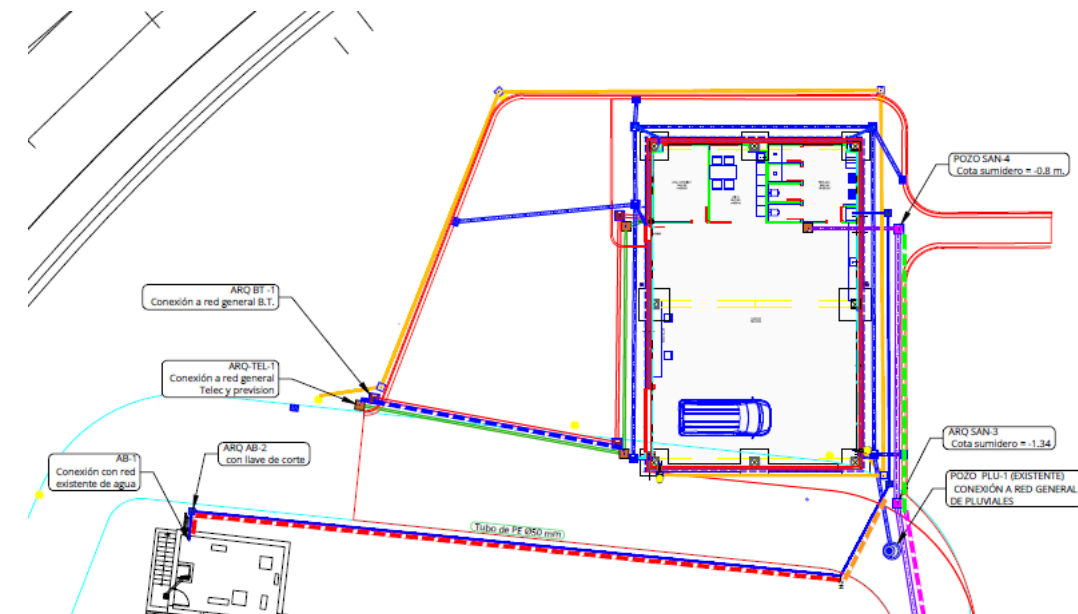 POZO SAN-4
Cota sumidero = -0.8 m.
ARQ BT -1
Conexión a red general B.T.
ARQ-TEL-1
Conexión a red general
Telec y prevision
ARQ AB-2
con llave de corte
AB-1
Conexión con red
existente de agua
ARQ SAN-3
Cota sumidero = -1.34
POZO PLU-1 (EXISTENTE)
CONEXIÓN A RED GENERAL
DE PLUVIALES
Tubo de PE Ø50 mm